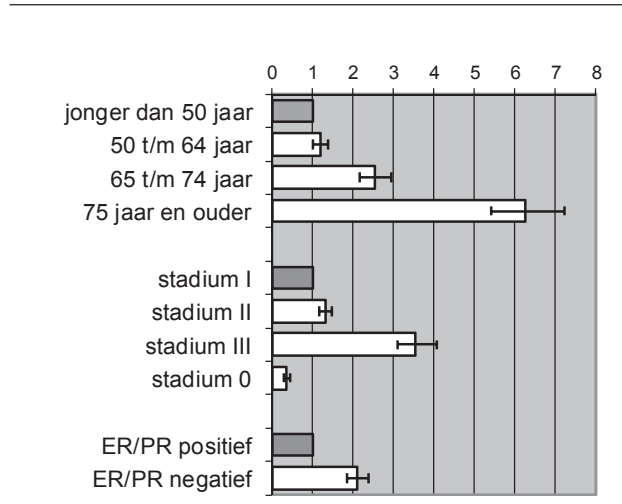 0 1 2 3 4 5 6 7 8
jonger dan 50 jaar
50 t/m 64 jaar
65 t/m 74 jaar
75 jaar en ouder
stadium I
stadium II
stadium III
stadium 0
ER/PR positief
ER/PR negatief